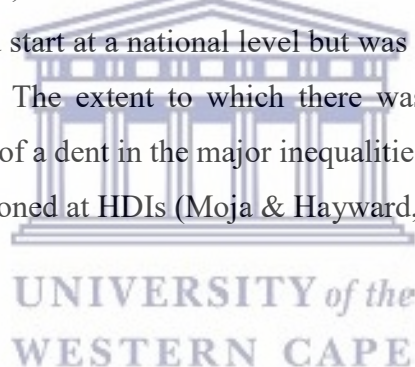 start at a national level but was
The extent to which there was
of a dent in the major inequalitie
oned at HDIs (Moja & Hayward,
UNIVERSITY of the
WESTERN CAPE